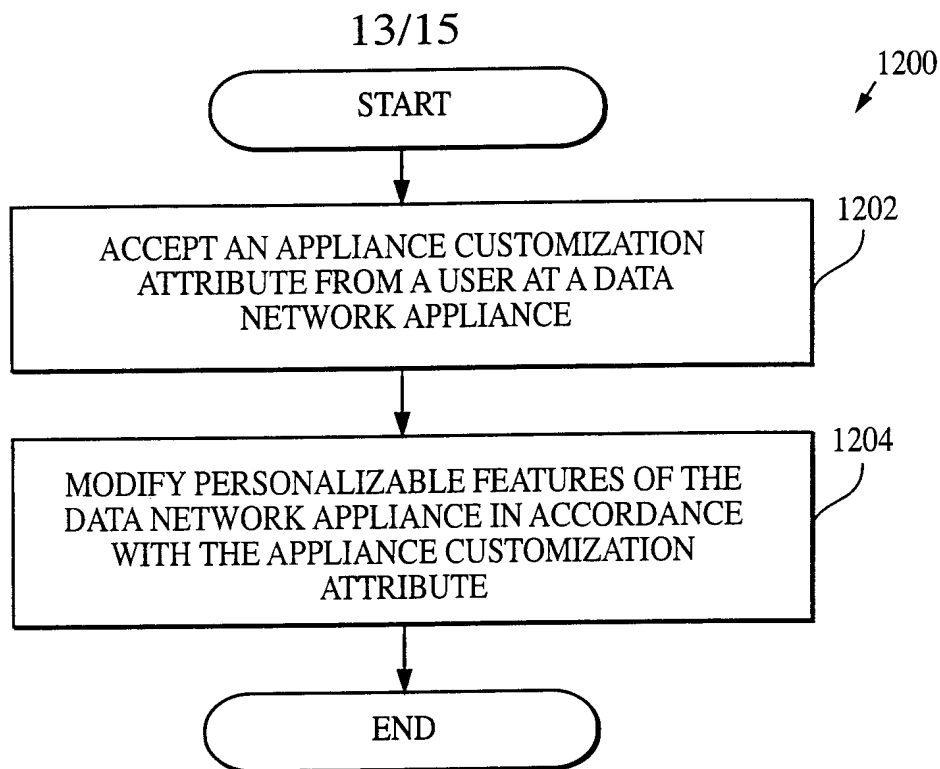 13/15
1200
START
1202
ACCEPT AN APPLIANCE CUSTOMIZATION
ATTRIBUTE FROM A USER AT A DATA
NETWORK APPLIANCE
1204
MODIFY PERSONALIZABLE FEATURES OF THE
DATA NETWORK APPLIANCE IN ACCORDANCE
WITH THE APPLIANCE CUSTOMIZATION
ATTRIBUTE
END